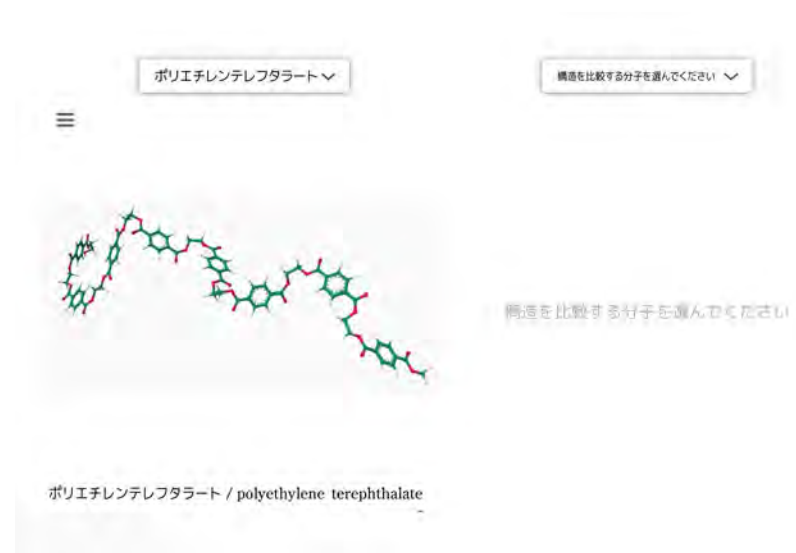 ポリエチレンテレフタラート
構造を比較する分子を選んでください
構造を比較する分子を選んでください
ポリエチレンテレフタラート / polyethylene terephthalate